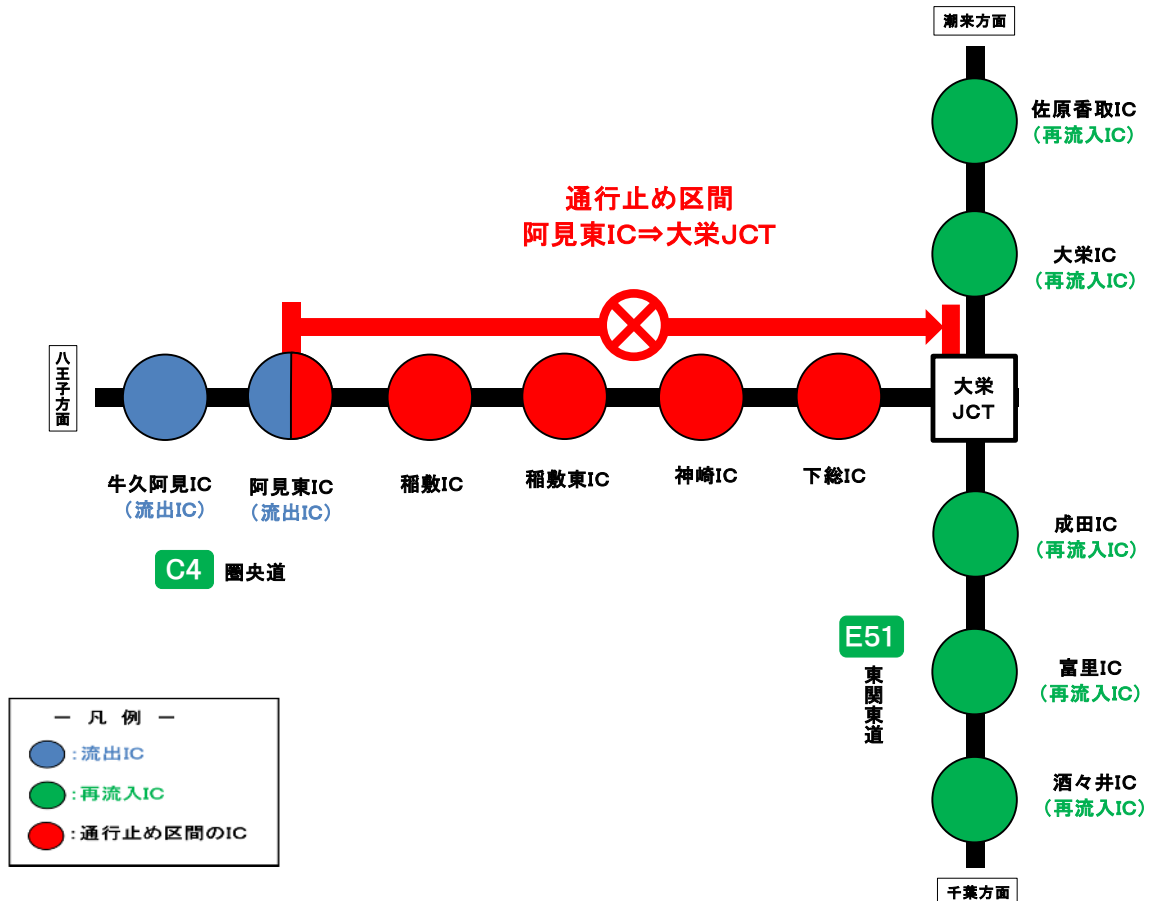 潮来方面
佐原香取IC
（再流入IC）
通行止め区間
阿見東IC⇒大栄JCT
大栄IC
（再流入IC）
八王子方面
大栄
JCT
牛久阿見IC
（流出IC）
阿見東IC
（流出IC）
稲敷IC
稲敷東IC
神崎IC
下総IC
成田IC
（再流入IC）
C4 圏央道
E51
東関東道
富里IC
（再流入IC）
酒々井IC
（再流入IC）
千葉方面
－ 凡 例 －
：流出IC
：再流入IC
：通行止め区間のIC